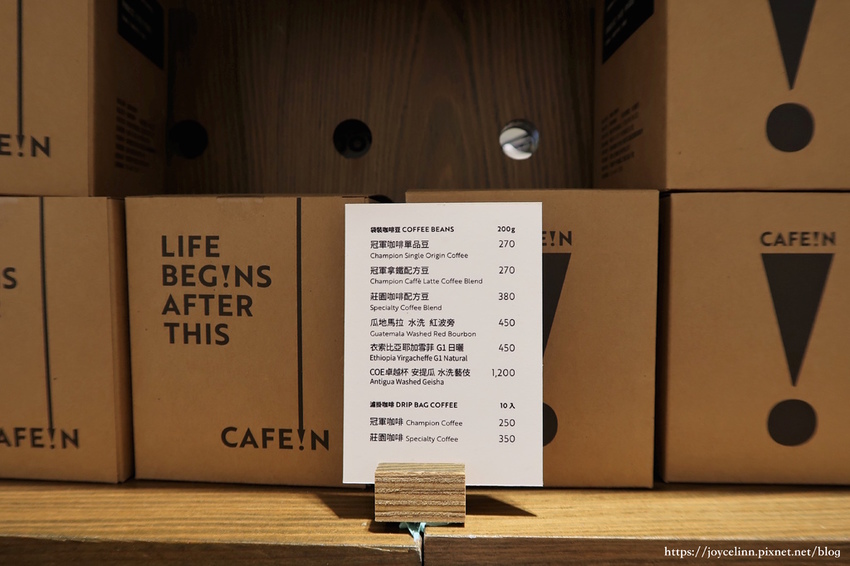 E!N
LIFE
BEG!NS
AFTER
THIS
CAFE!N
S
AFE!N
袋裝咖啡豆 COFFEE BEANS 200g
冠軍咖啡單品豆 270
Champion Single Origin Coffee
冠軍拿鐵配方豆 270
Champion Caffè Latte Coffee Blend
莊園咖啡配方豆 380
Specialty Coffee Blend
瓜地馬拉 水洗 紅波旁 450
Guatemala Washed Red Bourbon
衣索比亞耶加雪菲 G1 日曬 450
Ethiopia Yirgacheffe G1 Natural
COE卓越杯 安提瓜 水洗藝伎 1,200
Antigua Washed Geisha
濾掛咖啡 DRIP BAG COFFEE 10 入
冠軍咖啡 Champion Coffee 250
莊園咖啡 Specialty Coffee 350
E!N
CAFE!N
https://joycelinn.pixnet.net/blog